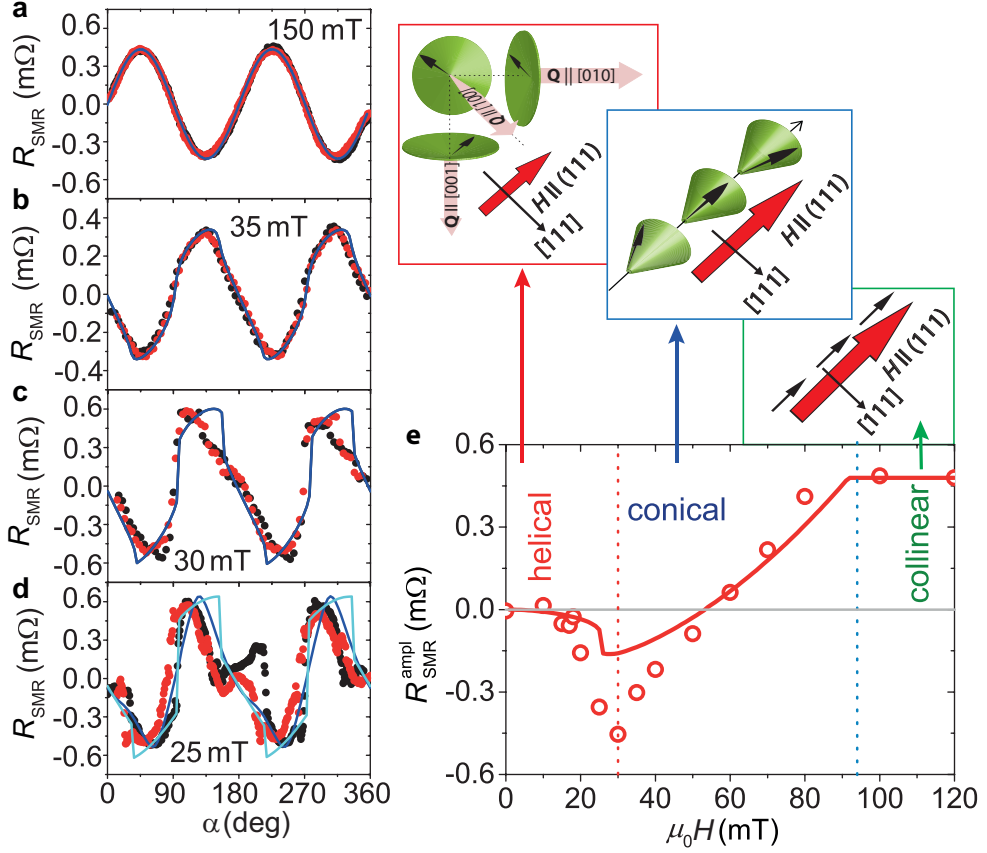 a
150 mT
R_SMR (mΩ)
0.6
0.3
0.0
-0.3
-0.6
b
35 mT
R_SMR (mΩ)
0.4
0.2
0.0
-0.2
-0.4
c
30 mT
R_SMR (mΩ)
0.6
0.3
0.0
-0.3
-0.6
d
25 mT
R_SMR (mΩ)
0.6
0.3
0.0
-0.3
-0.6
0 90 180 270 360
α (deg)
Q || [010]
Q || [001]
Q || [001]
H || (111)
[111]
H || (111)
[111]
H || (111)
[111]
e
helical
conical
collinear
R_SMR^ampl (mΩ)
0.6
0.3
0.0
-0.3
-0.6
0 20 40 60 80 100 120
μ₀H (mT)